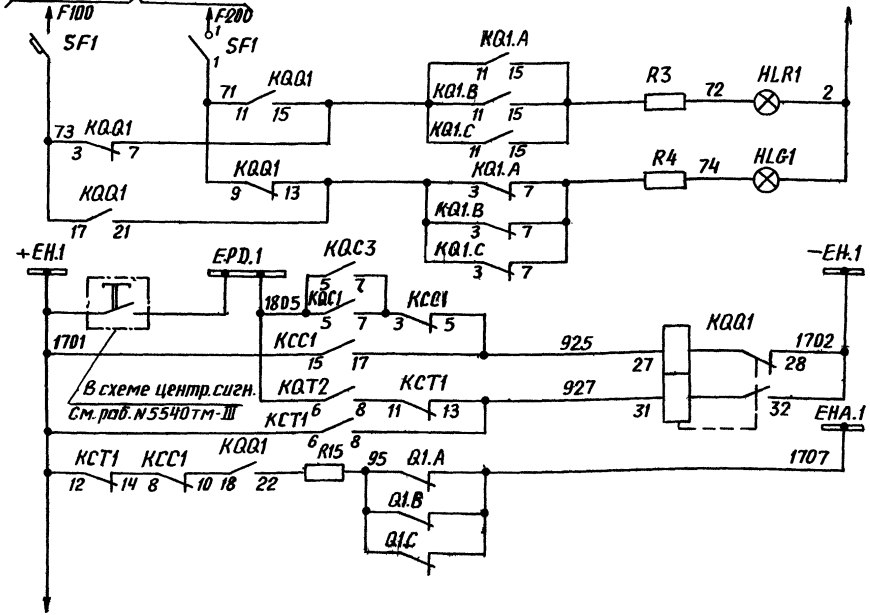 F100
F200
SF1
1
SF1
1
KQ1.A
11 15
71
KQQ1
11 15
KQ1.B
11 15
R3
72
HLR1
2
KQ1.C
11 15
73
KQQ1
3 7
KQQ1
9 13
KQ1.A
3 7
R4
74
HLG1
KQQ1
17 21
KQ1.B
3 7
KQ1.C
3 7
+EH.1
EPD.1
KQC3
5 7
-EH.1
1805
KQC1
5 7
KCC1
3 5
KQQ1
1701
KCC1
15 17
925
27
28
1702
В схеме центр.сигн.
См.раб.№5540тм-III
KQT2
6 8
KCT1
11 13
927
31
32
KCT1
6 8
EHA.1
KCT1
12 14
KCC1
8 10
KQQ1
18 22
R15
95
Q1.A
1707
Q1.B
Q1.C